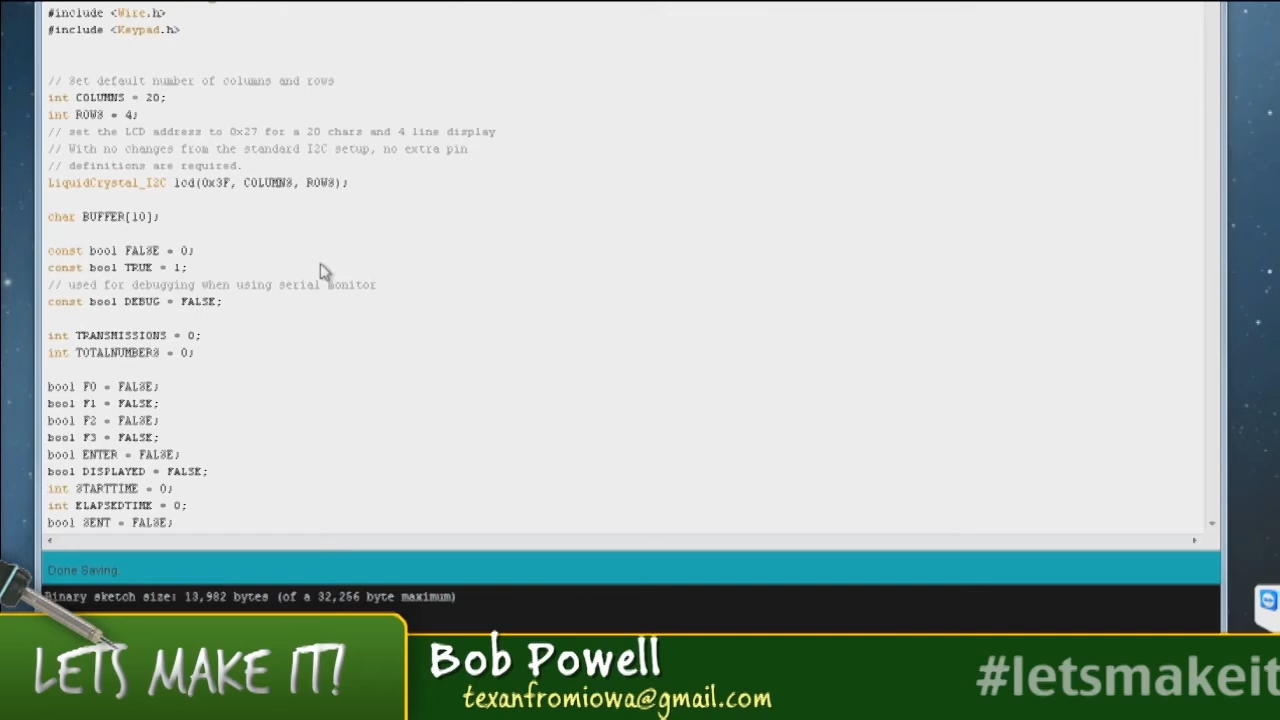 #include <Wire.h>
#include <Keypad.h>
// Set default number of columns and rows
int COLUMNS = 20;
int ROWS = 4;
// set the LCD address to 0x27 for a 20 chars and 4 line display
// With no changes from the standard I2C setup, no extra pin
// definitions are required.
LiquidCrystal_I2C lcd(0x3F, COLUMNS, ROWS);
char BUFFER[10];
const bool FALSE = 0;
const bool TRUE = 1;
// used for debugging when using serial monitor
const bool DEBUG = FALSE;
int TRANSMISSIONS = 0;
int TOTALNUMBERS = 0;
bool F0 = FALSE;
bool F1 = FALSE;
bool F2 = FALSE;
bool F3 = FALSE;
bool ENTER = FALSE;
bool DISPLAYED = FALSE;
int STARTTIME = 0;
int ELAPSEDTIME = 0;
bool SENT = FALSE;
Done Saving.
Binary sketch size: 13,982 bytes (of a 32,256 byte maximum)
LETS MAKE IT!
Bob Powell
texanfromiowa@gmail.com
#letsmakeit